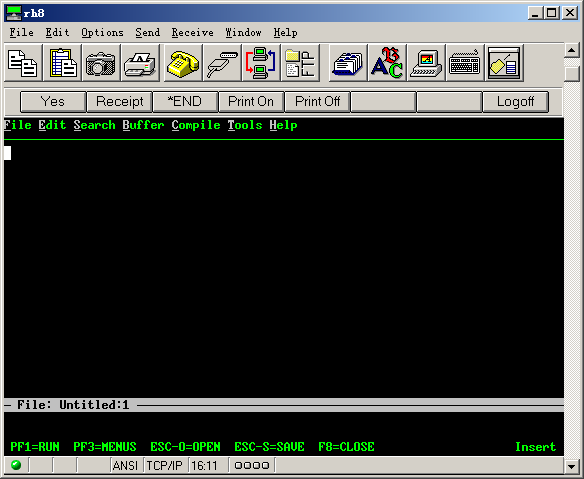 rh8
File Edit Options Send Receive Window Help
ABC
Yes Receipt *END Print On Print Off Logoff
File Edit Search Buffer Compile Tools Help
File: Untitled:1
PF1=RUN PF3=MENUS ESC-O=OPEN ESC-S=SAVE F8=CLOSE Insert
ANSI TCP/IP 16:11